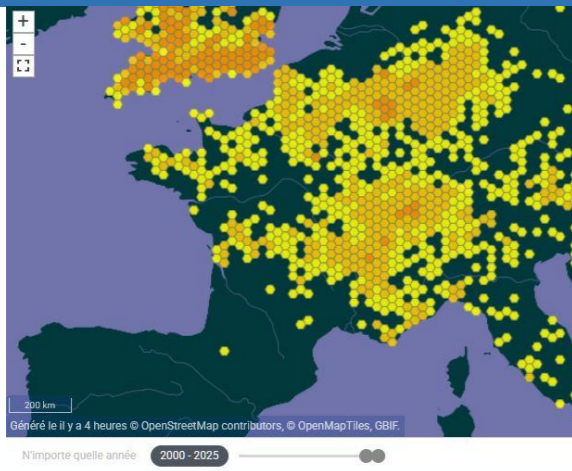 +
-
200 km
Généré le il y a 4 heures © OpenStreetMap contributors, © OpenMapTiles, GBIF.
N'importe quelle année 2000 - 2025